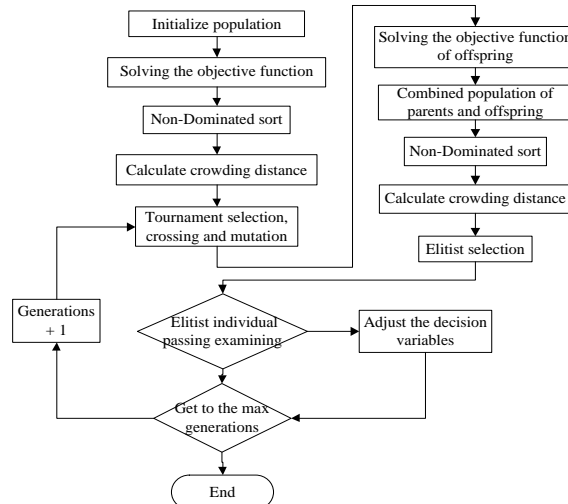 Initialize population
Solving the objective function
Non-Dominated sort
Calculate crowding distance
Tournament selection,
crossing and mutation
Solving the objective function
of offspring
Combined population of
parents and offspring
Non-Dominated sort
Calculate crowding distance
Elitist selection
Elitist individual
passing examining
Adjust the decision
variables
Generations
+ 1
Get to the max
generations
End